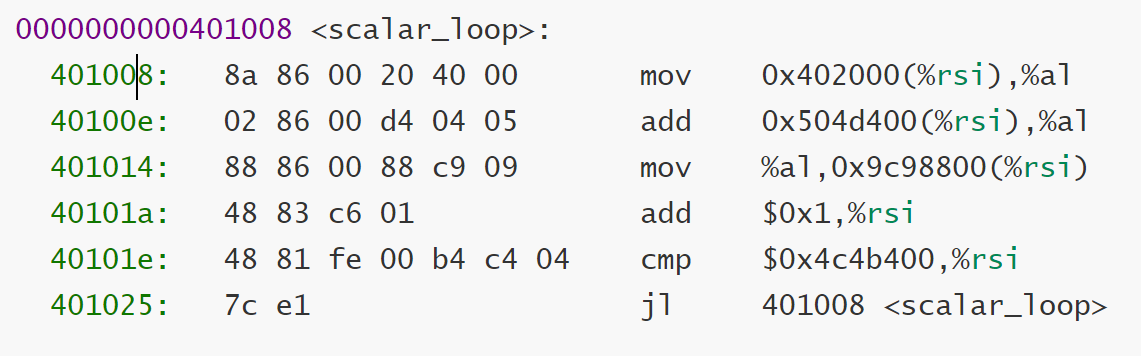 0000000000401008 <scalar_loop>:
401008: 8a 86 00 20 40 00 mov 0x402000(%rsi),%al
40100e: 02 86 00 d4 04 05 add 0x504d400(%rsi),%al
401014: 88 86 00 88 c9 09 mov %al,0x9c98800(%rsi)
40101a: 48 83 c6 01 add $0x1,%rsi
40101e: 48 81 fe 00 b4 c4 04 cmp $0x4c4b400,%rsi
401025: 7c e1 jl 401008 <scalar_loop>